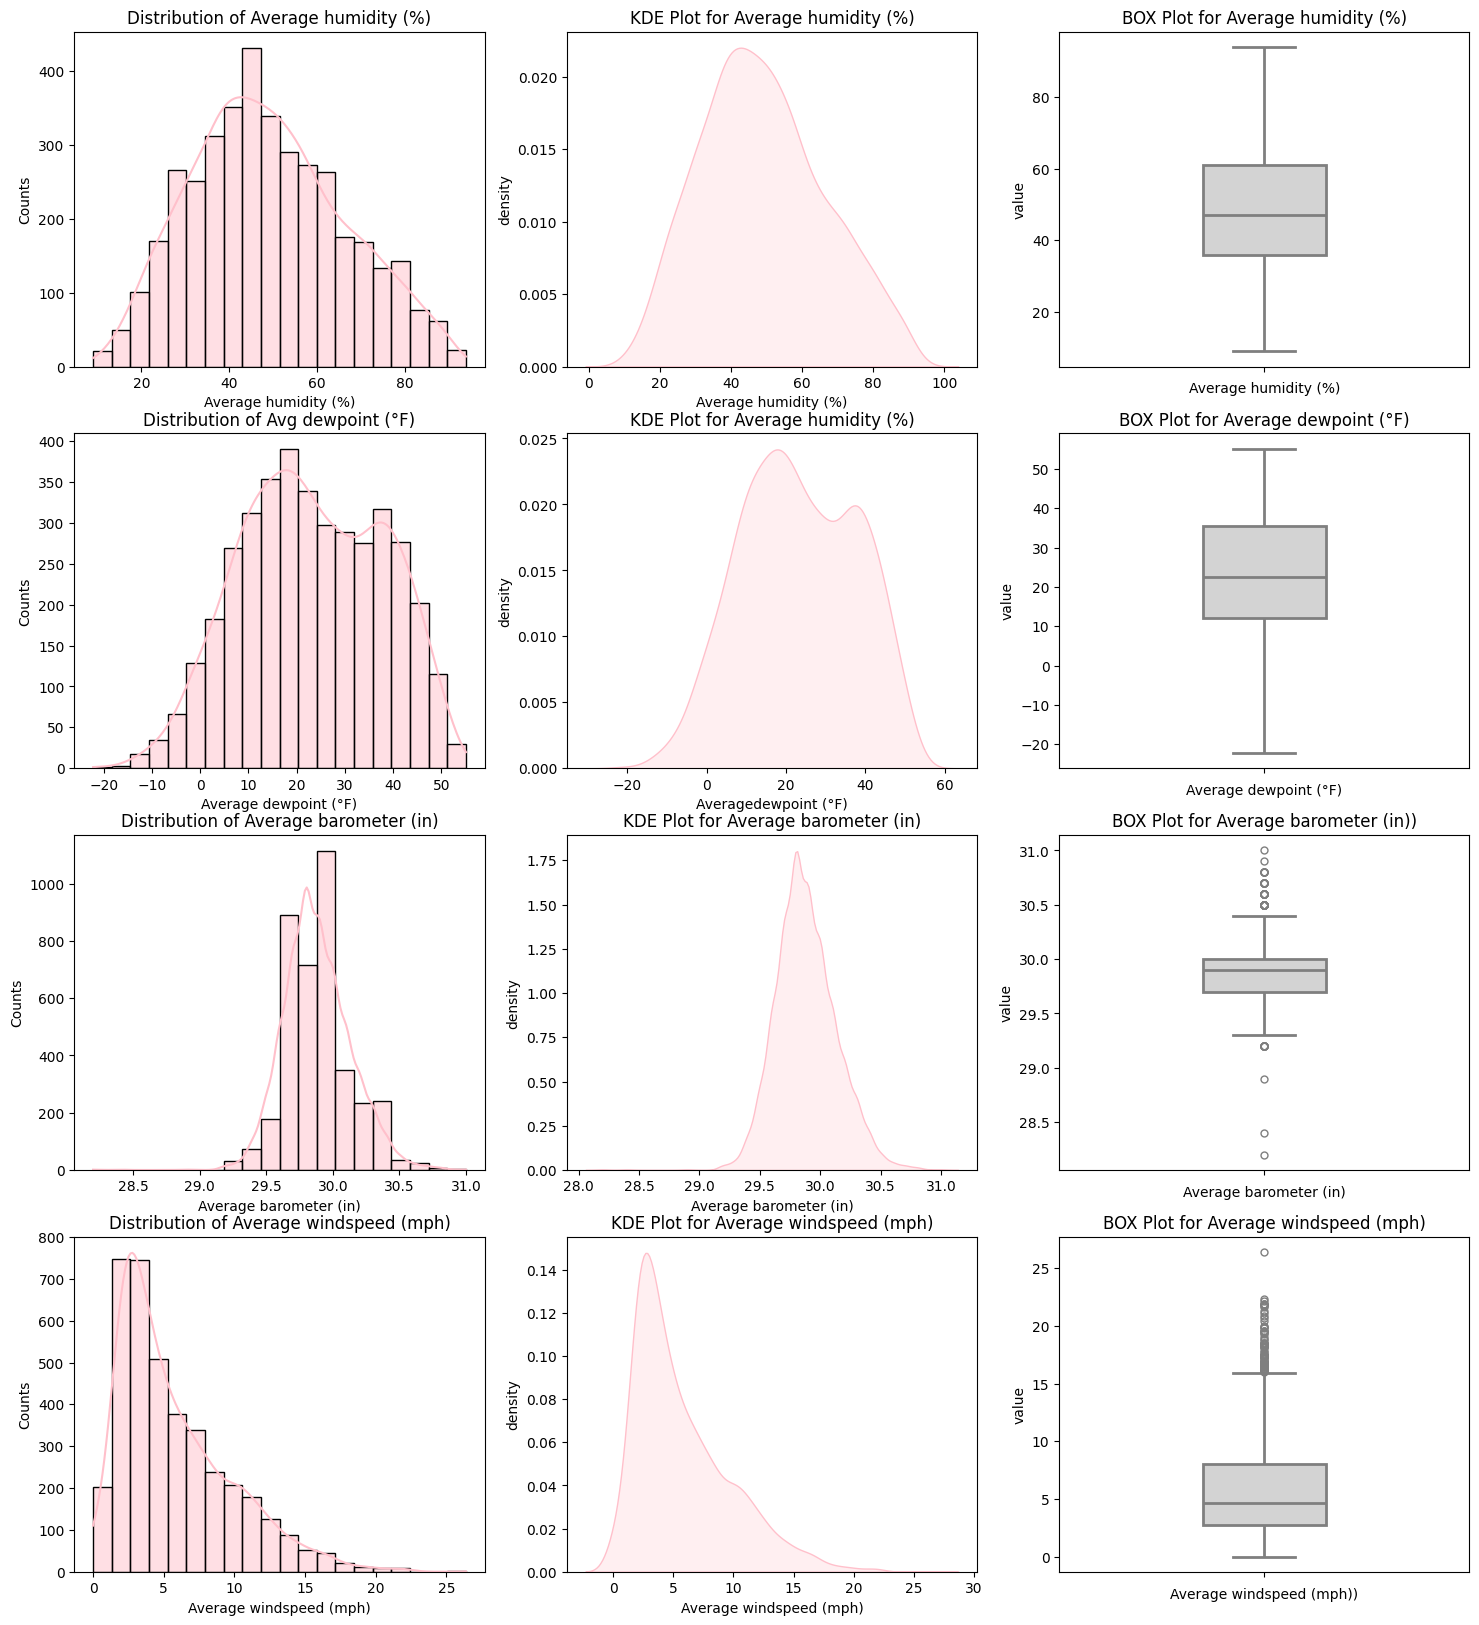 Distribution of Average humidity (%)
400
300
200
100
0
Counts
20 40 60 80
Average humidity (%)
KDE Plot for Average humidity (%)
0.020
0.015
0.010
0.005
0.000
density
0 20 40 60 80 100
Average humidity (%)
BOX Plot for Average humidity (%)
80
60
40
20
value
Average humidity (%)
Distribution of Avg dewpoint (°F)
400
350
300
250
200
150
100
50
0
Counts
−20 −10 0 10 20 30 40 50
Average dewpoint (°F)
KDE Plot for Average humidity (%)
0.025
0.020
0.015
0.010
0.005
0.000
density
−20 0 20 40 60
Averagedewpoint (°F)
BOX Plot for Average dewpoint (°F)
50
40
30
20
10
0
−10
−20
value
Average dewpoint (°F)
Distribution of Average barometer (in)
1000
800
600
400
200
0
Counts
28.5 29.0 29.5 30.0 30.5 31.0
Average barometer (in)
KDE Plot for Average barometer (in)
1.75
1.50
1.25
1.00
0.75
0.50
0.25
0.00
density
28.0 28.5 29.0 29.5 30.0 30.5 31.0
Average barometer (in)
BOX Plot for Average barometer (in))
31.0
30.5
30.0
29.5
29.0
28.5
value
Average barometer (in)
Distribution of Average windspeed (mph)
800
700
600
500
400
300
200
100
0
Counts
0 5 10 15 20 25
Average windspeed (mph)
KDE Plot for Average windspeed (mph)
0.14
0.12
0.10
0.08
0.06
0.04
0.02
0.00
density
0 5 10 15 20 25 30
Average windspeed (mph)
BOX Plot for Average windspeed (mph)
25
20
15
10
5
0
value
Average windspeed (mph))